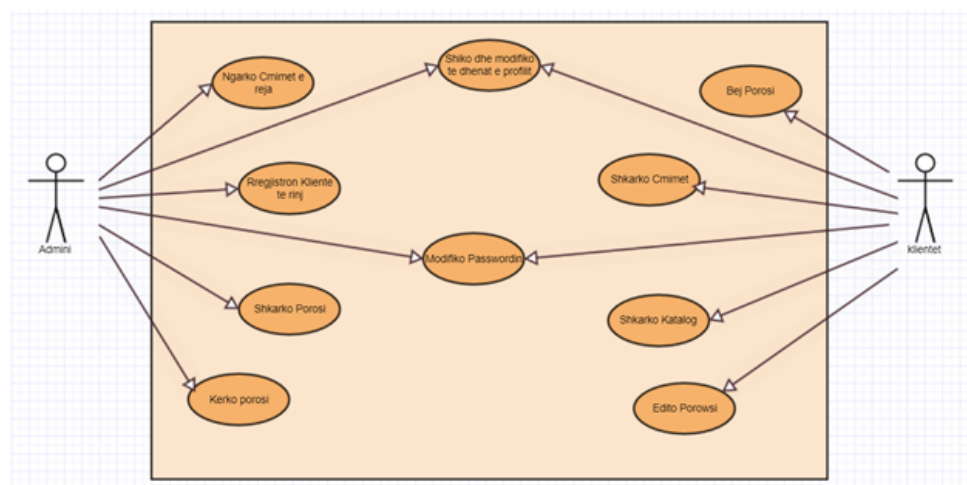 Ngarko Cmimet e
reja
Shiko dhe modifiko
te dhenat e profilit
Bej Porosi
Rregjistron Kliente
te rinj
Shkarko Cmimet
Admini
klientet
Modifiko Passwordin
Shkarko Porosi
Shkarko Katalog
Kerko porosi
Edito Porowsi